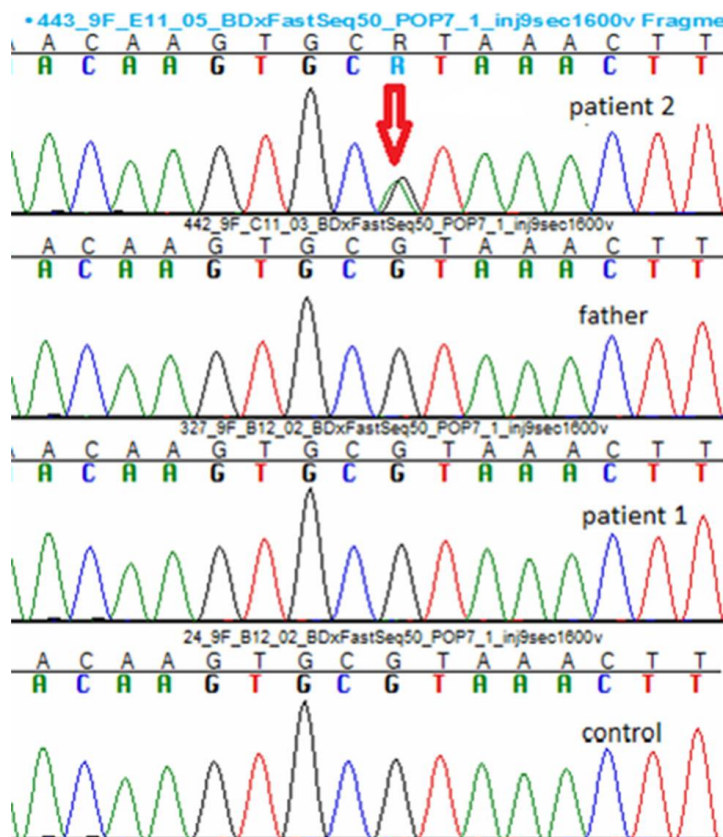 •443_9F_E11_05_BDxFastSeq50_POP7_1_inj9sec1600v Fragme
A C A A G T G C R T A A A C T T
A C A A G T G C R T A A A C T T
patient 2
442_9F_C11_03_BDxFastSeq50_POP7_1_inj9sec1600v
A C A A G T G C G T A A A C T T
A C A A G T G C G T A A A C T T
father
327_9F_B12_02_BDxFastSeq50_POP7_1_inj9sec1600v
A C A A G T G C G T A A A C T T
A C A A G T G C G T A A A C T T
patient 1
24_9F_B12_02_BDxFastSeq50_POP7_1_inj9sec1600v
A C A A G T G C G T A A A C T T
A C A A G T G C G T A A A C T T
control